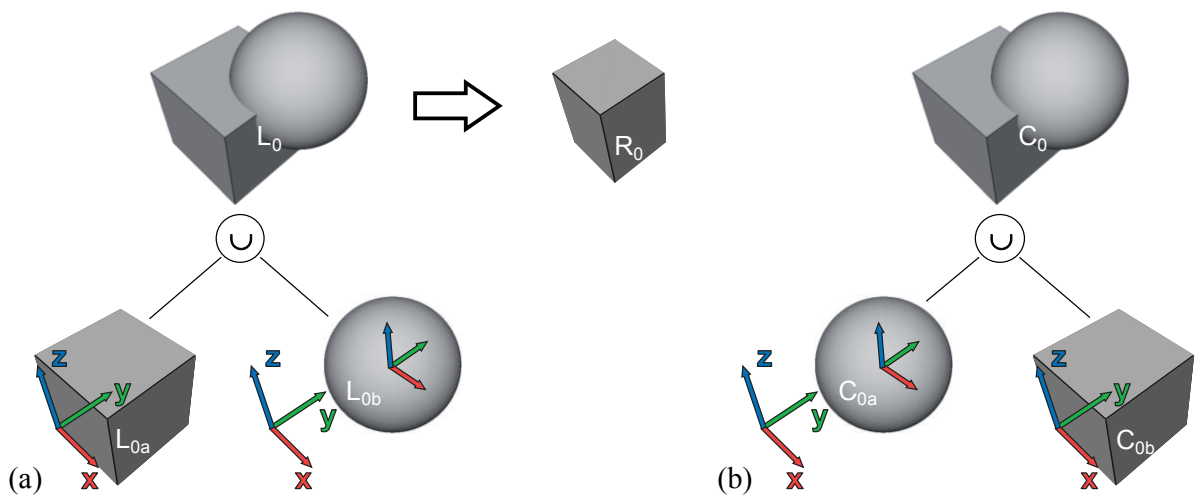 L₀
R₀
C₀
∪
∪
z
y
x
L₀ₐ
z
y
x
L₀b
z
y
x
C₀ₐ
z
y
x
C₀b
(a)
(b)